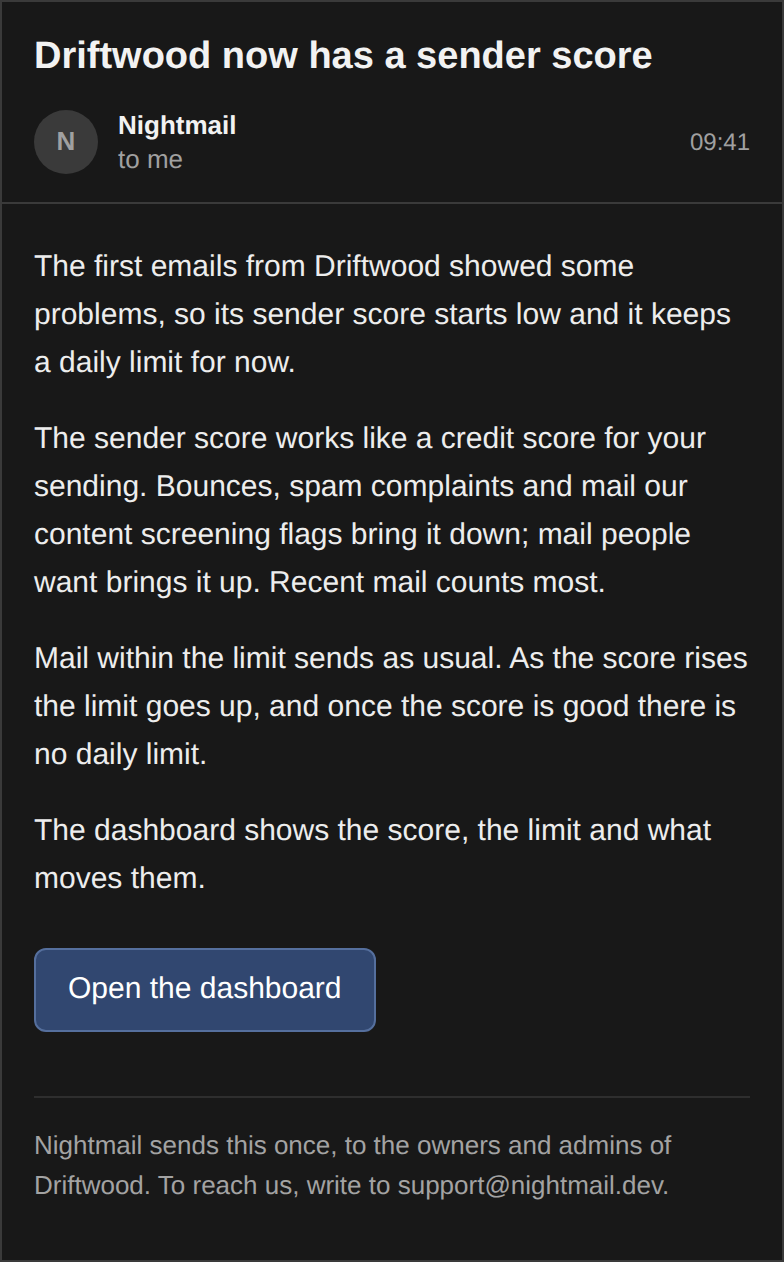 Driftwood now has a sender score
N
Nightmail
to me
09:41
The first emails from Driftwood showed some
problems, so its sender score starts low and it keeps
a daily limit for now.
The sender score works like a credit score for your
sending. Bounces, spam complaints and mail our
content screening flags bring it down; mail people
want brings it up. Recent mail counts most.
Mail within the limit sends as usual. As the score rises
the limit goes up, and once the score is good there is
no daily limit.
The dashboard shows the score, the limit and what
moves them.
Open the dashboard
Nightmail sends this once, to the owners and admins of
Driftwood. To reach us, write to support@nightmail.dev.